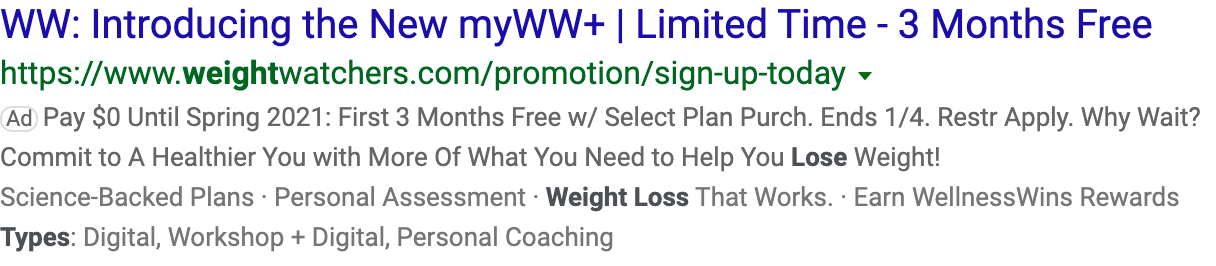 WW: Introducing the New myWW+ | Limited Time - 3 Months Free
https://www.weightwatchers.com/promotion/sign-up-today
Ad Pay $0 Until Spring 2021: First 3 Months Free w/ Select Plan Purch. Ends 1/4. Restr Apply. Why Wait?
Commit to A Healthier You with More Of What You Need to Help You Lose Weight!
Science-Backed Plans · Personal Assessment · Weight Loss That Works. · Earn WellnessWins Rewards
Types: Digital, Workshop + Digital, Personal Coaching